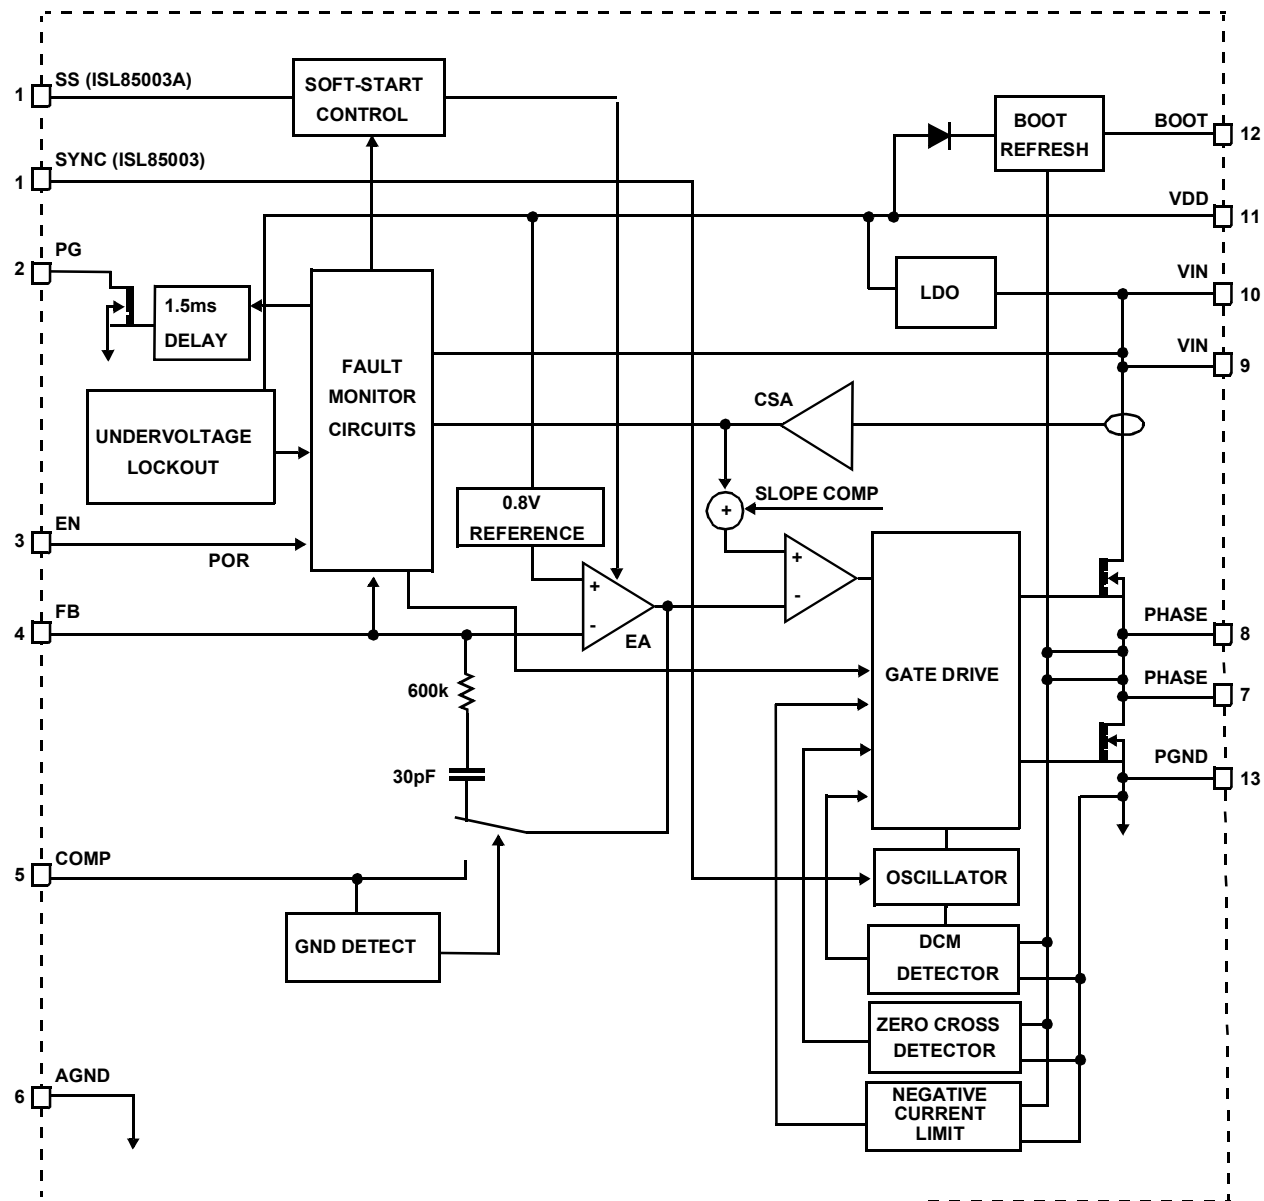 SS (ISL85003A)
1
SOFT-START
CONTROL
BOOT
REFRESH
BOOT
12
SYNC (ISL85003)
1
VDD
11
PG
2
1.5ms
DELAY
LDO
VIN
10
VIN
9
FAULT
MONITOR
CIRCUITS
CSA
UNDERVOLTAGE
LOCKOUT
0.8V
REFERENCE
SLOPE COMP
+
EN
3
POR
+
-
EA
+
-
FB
4
PHASE
8
GATE DRIVE
600k
PHASE
7
30pF
PGND
13
COMP
5
OSCILLATOR
GND DETECT
DCM
DETECTOR
ZERO CROSS
DETECTOR
AGND
6
NEGATIVE
CURRENT
LIMIT